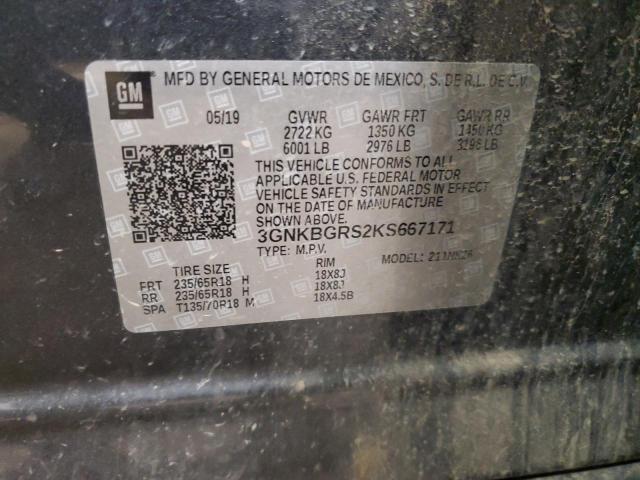 GM
MFD BY GENERAL MOTORS DE MEXICO, S. DE R.L. DE C.V.
05/19 GVWR GAWR FRT GAWR RR
2722 KG 1350 KG 1450 KG
6001 LB 2976 LB LB
THIS VEHICLE CONFORMS TO ALL
APPLICABLE U.S. FEDERAL MOTOR
VEHICLE SAFETY STANDARDS IN EFFECT
ON THE DATE OF MANUFACTURE
SHOWN ABOVE.
3GNKBGRS2KS667171
TYPE: M.P.V. MODEL:
TIRE SIZE RIM
FRT 235/65R18 H 18X8J
RR 235/65R18 H 18X8J
SPA T135/70R18 M 18X4.5B